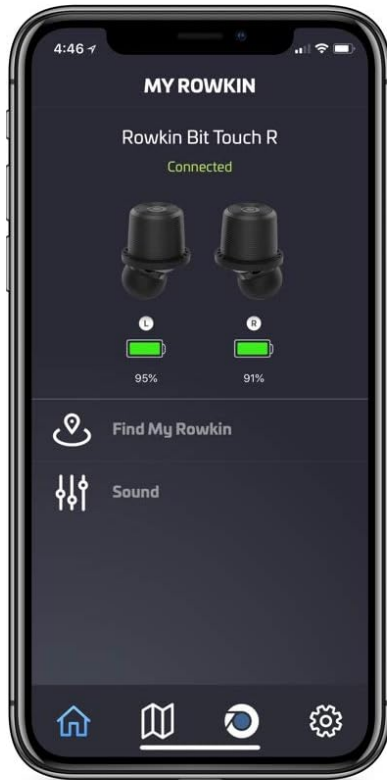 4:46
MY ROWKIN
Rowkin Bit Touch R
Connected
L R
95% 91%
Find My Rowkin
Sound